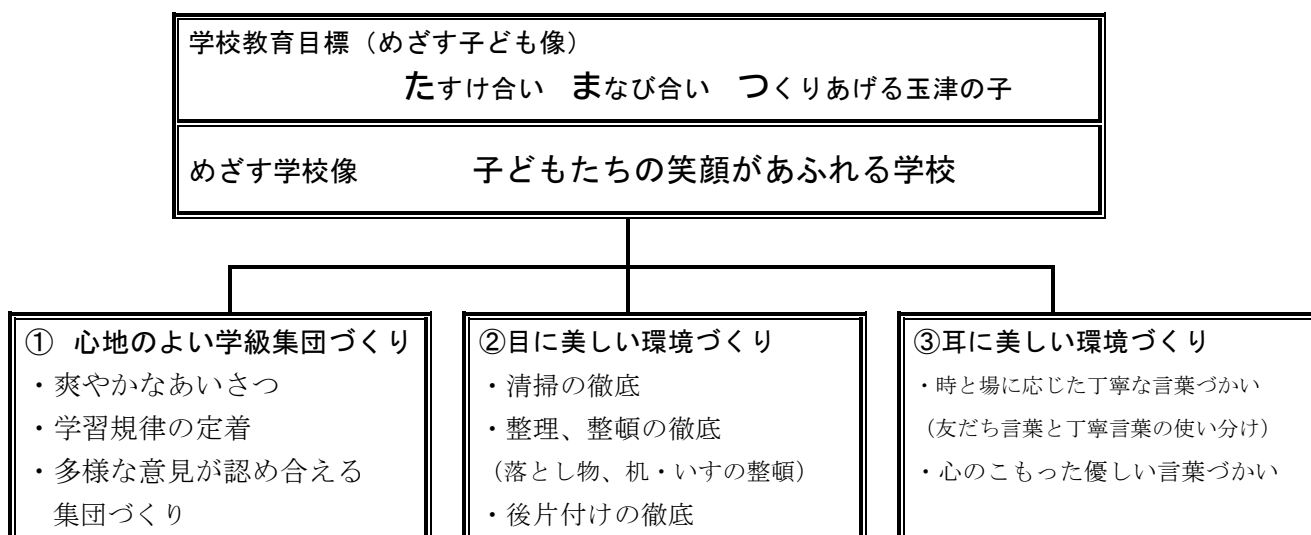 学校教育目標（めざす子ども像）
たすけ合い　まなび合い　つくりあげる玉津の子
めざす学校像　子どもたちの笑顔があふれる学校
①　心地のよい学級集団づくり
・爽やかなあいさつ
・学習規律の定着
・多様な意見が認め合える
集団づくり
②目に美しい環境づくり
・清掃の徹底
・整理、整頓の徹底
（落とし物、机・いすの整頓）
・後片付けの徹底
③耳に美しい環境づくり
・時と場に応じた丁寧な言葉づかい
（友だち言葉と丁寧言葉の使い分け）
・心のこもった優しい言葉づかい